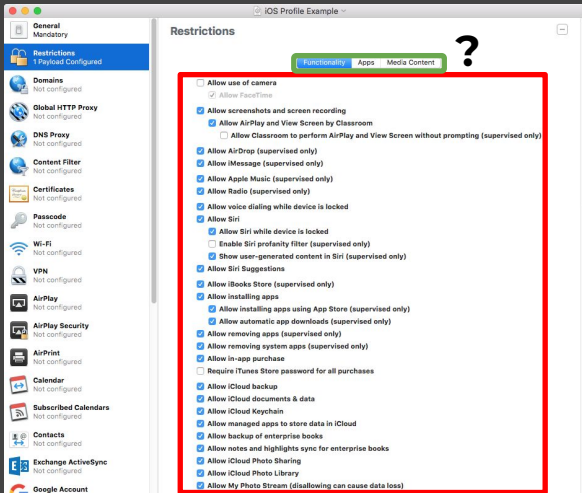 iOS Profile Example
General
Mandatory
Restrictions
1 Payload Configured
Domains
Not configured
Global HTTP Proxy
Not configured
DNS Proxy
Not configured
Content Filter
Not configured
Certificates
Not configured
Passcode
Not configured
Wi-Fi
Not configured
VPN
Not configured
AirPlay
Not configured
AirPlay Security
Not configured
AirPrint
Not configured
Calendar
Not configured
Subscribed Calendars
Not configured
Contacts
Not configured
Exchange ActiveSync
Not configured
Google Account
Restrictions
Functionality Apps Media Content
?
Allow use of camera
Allow FaceTime
Allow screenshots and screen recording
Allow AirPlay and View Screen by Classroom
Allow Classroom to perform AirPlay and View Screen without prompting (supervised only)
Allow AirDrop (supervised only)
Allow iMessage (supervised only)
Allow Apple Music (supervised only)
Allow Radio (supervised only)
Allow voice dialing while device is locked
Allow Siri
Allow Siri while device is locked
Enable Siri profanity filter (supervised only)
Show user-generated content in Siri (supervised only)
Allow Siri Suggestions
Allow iBooks Store (supervised only)
Allow installing apps
Allow installing apps using App Store (supervised only)
Allow automatic app downloads (supervised only)
Allow removing apps (supervised only)
Allow removing system apps (supervised only)
Allow in-app purchase
Require iTunes Store password for all purchases
Allow iCloud backup
Allow iCloud documents & data
Allow iCloud Keychain
Allow managed apps to store data in iCloud
Allow backup of enterprise books
Allow notes and highlights sync for enterprise books
Allow iCloud Photo Sharing
Allow iCloud Photo Library
Allow My Photo Stream (disallowing can cause data loss)